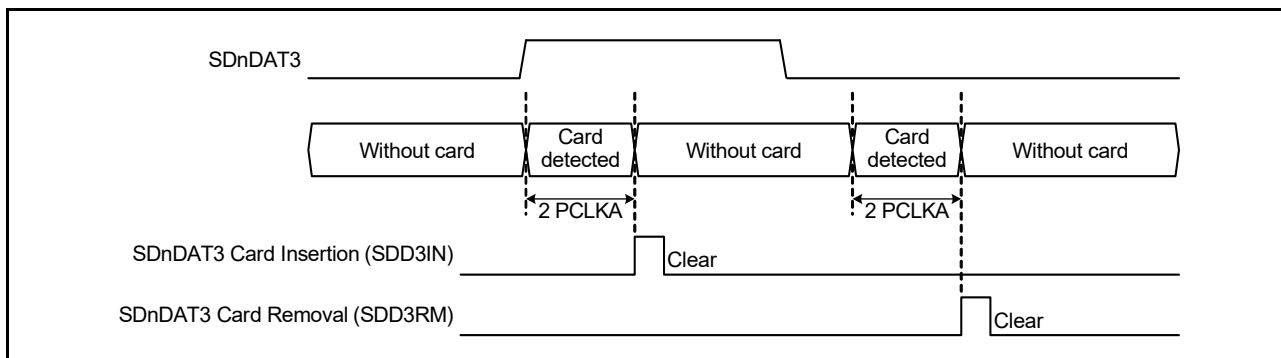 SDnDAT3
Without card
Card
detected
Without card
Card
detected
Without card
2 PCLKA
2 PCLKA
SDnDAT3 Card Insertion (SDD3IN)
Clear
SDnDAT3 Card Removal (SDD3RM)
Clear